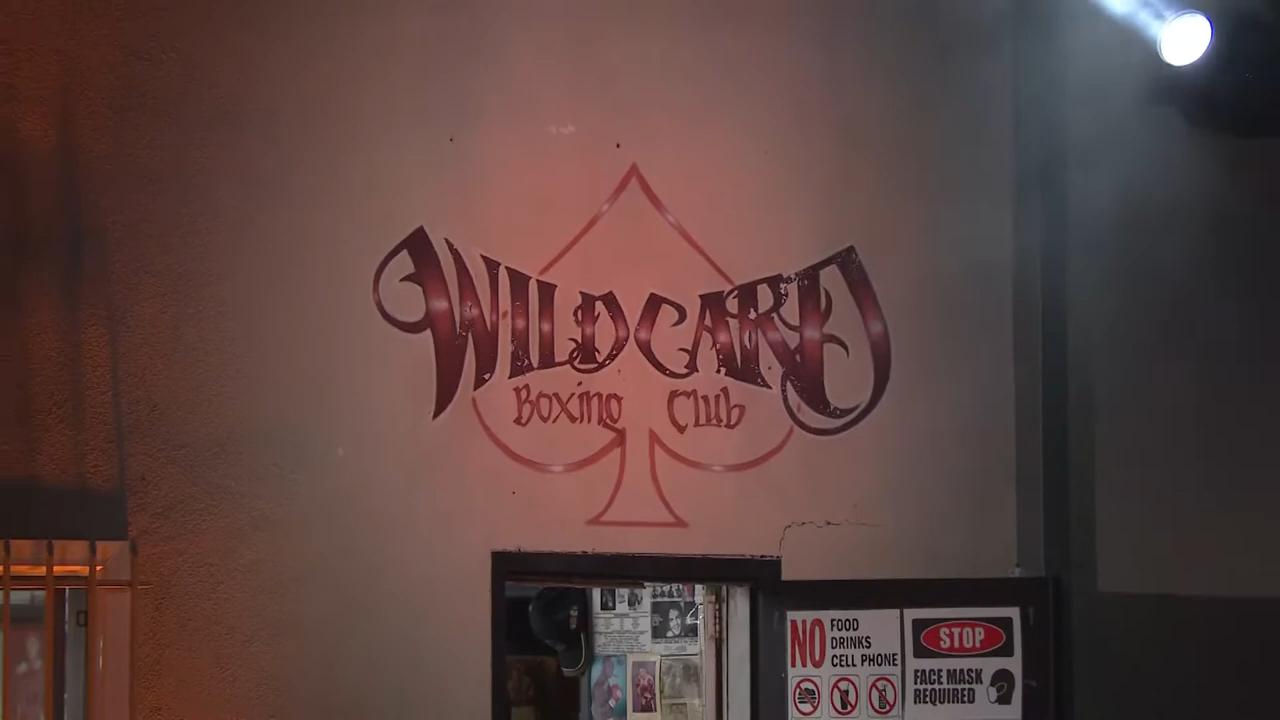 WILDCARD
Boxing Club
NO FOOD
DRINKS
CELL PHONE
STOP
FACE MASK
REQUIRED